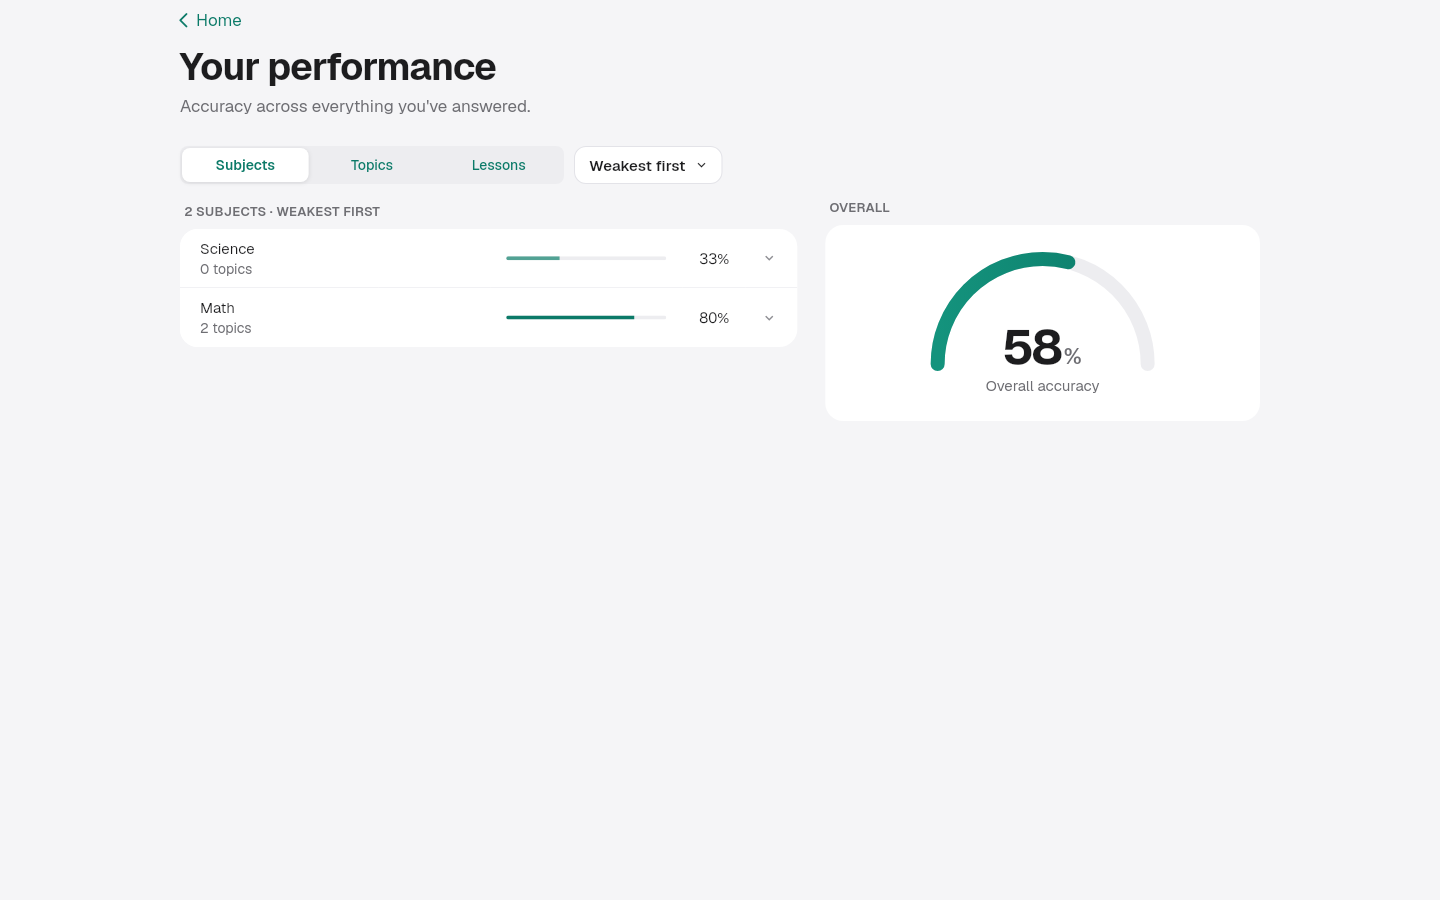 Home
Your performance
Accuracy across everything you've answered.
Subjects
Topics
Lessons
Weakest first
2 SUBJECTS · WEAKEST FIRST
Science
0 topics
33%
Math
2 topics
80%
OVERALL
58%
Overall accuracy